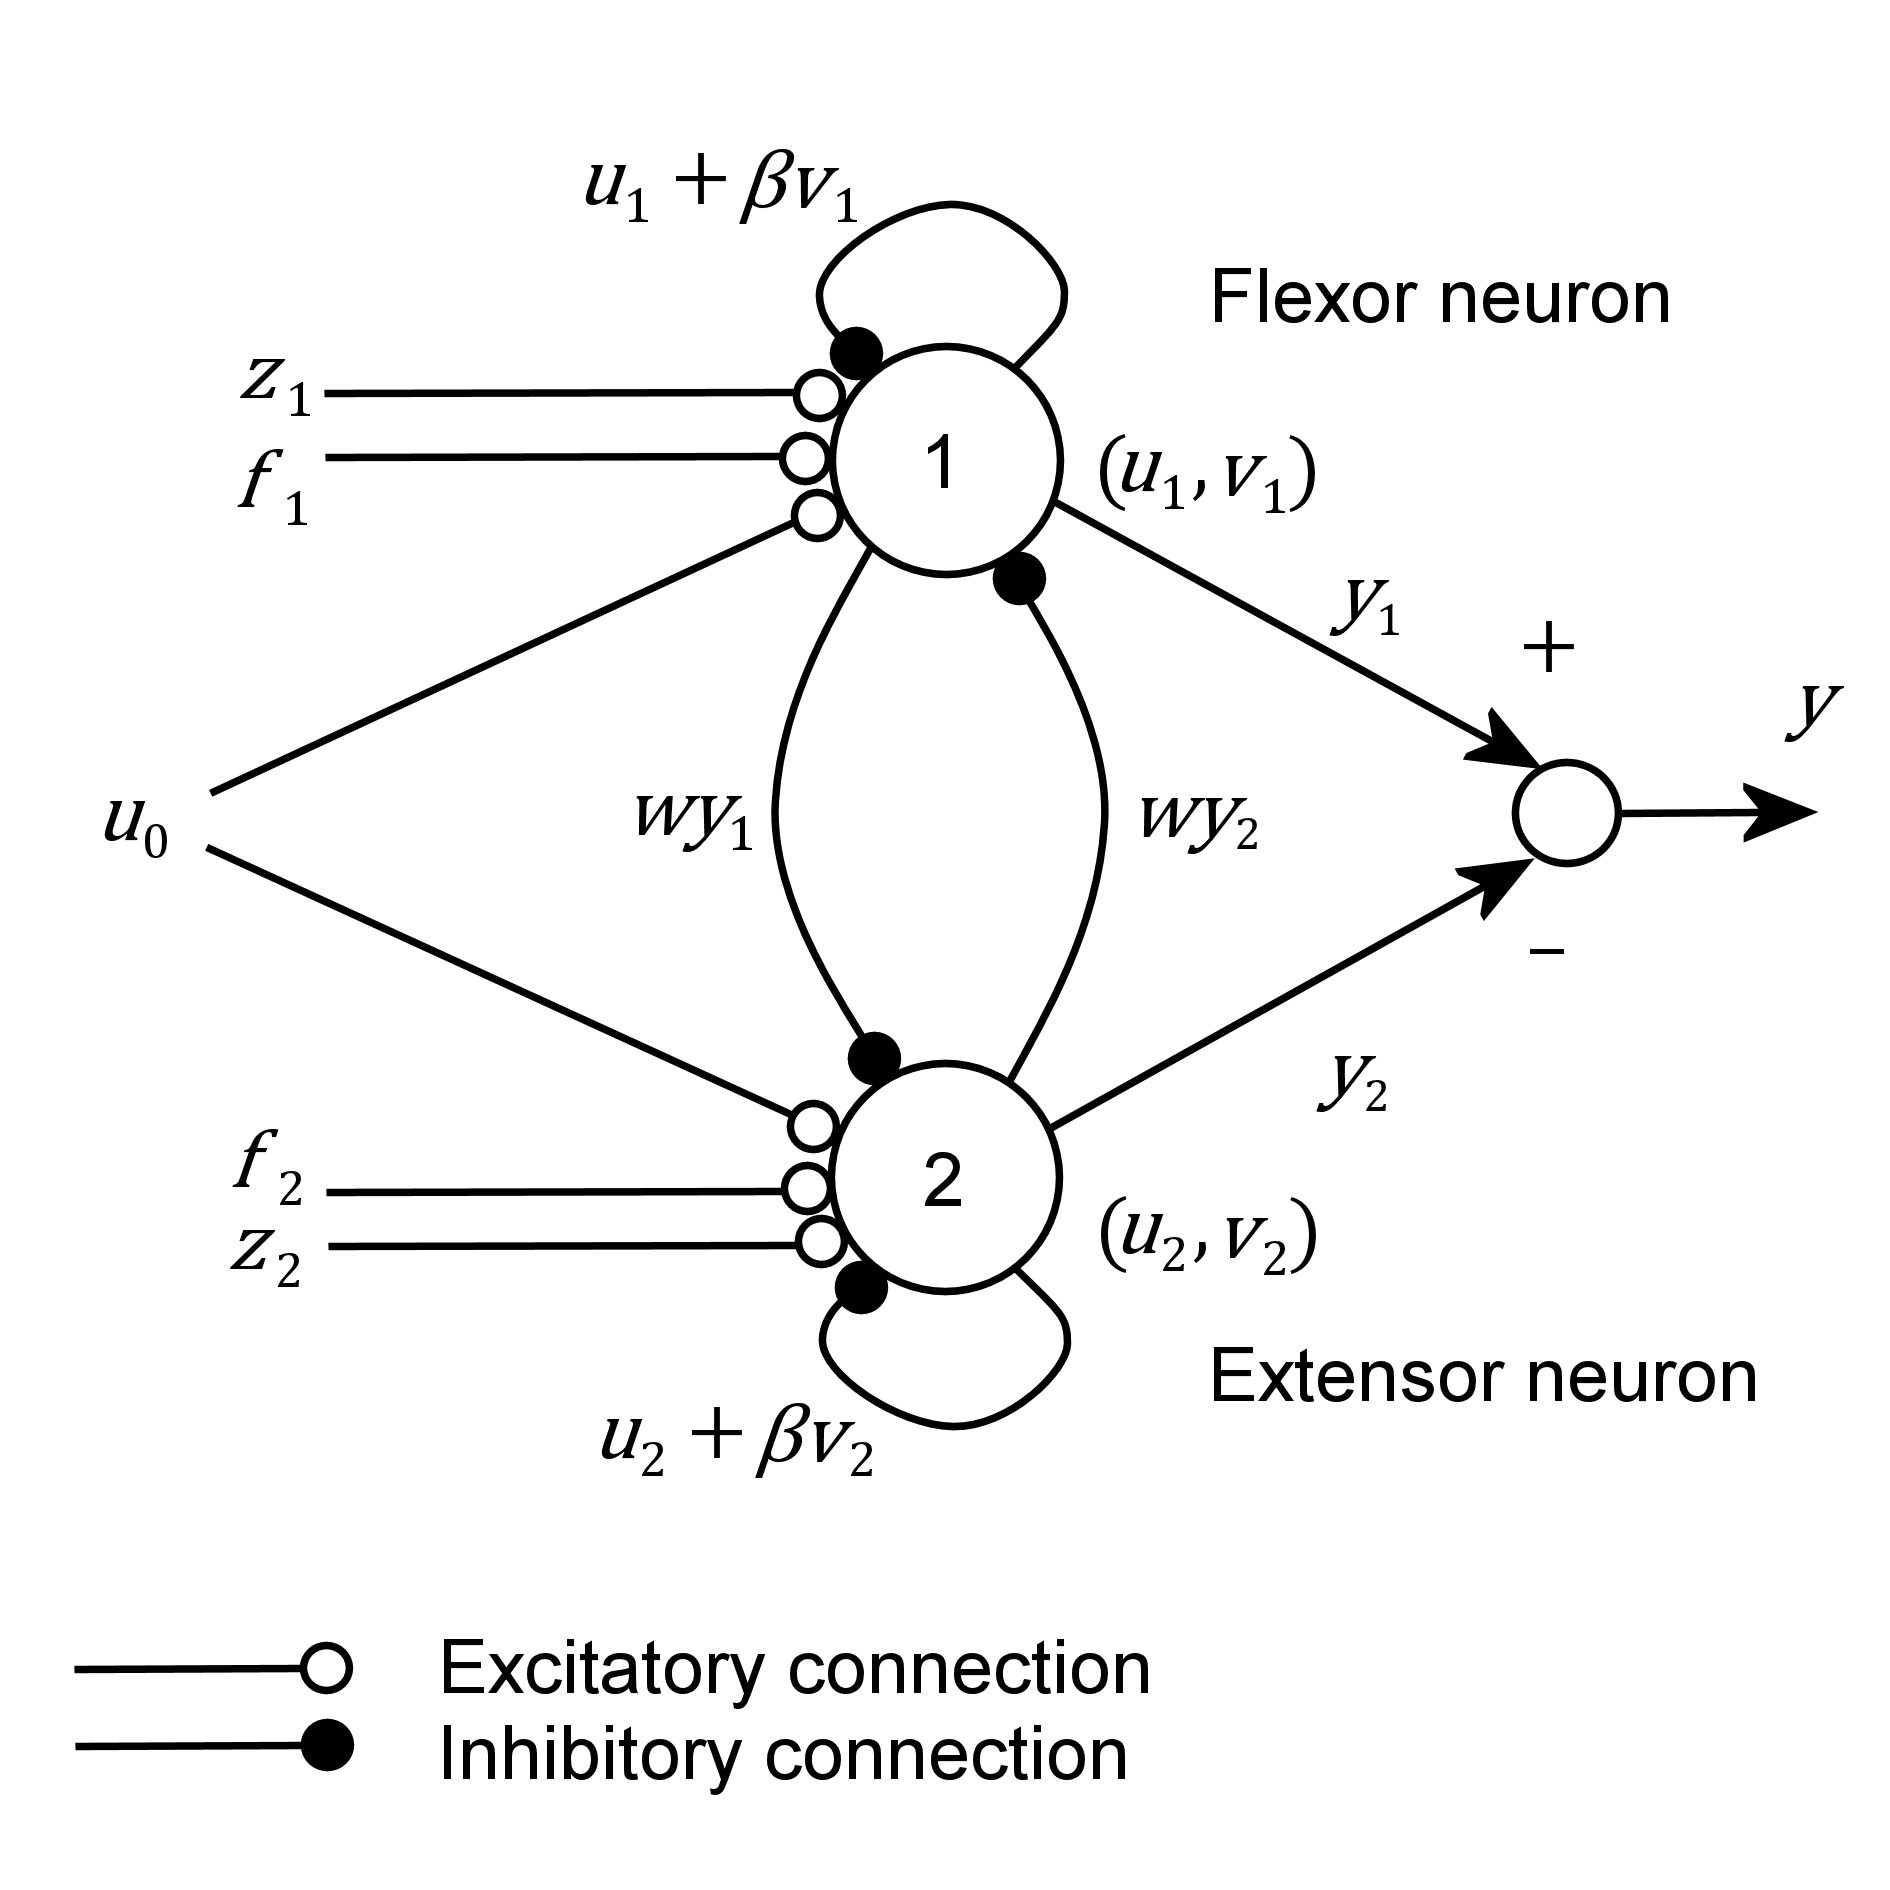 u₁ + βv₁
Flexor neuron
z₁
f₁
1
(u₁, v₁)
y₁
+
y
u₀
wy₁
wy₂
−
y₂
f₂
2
z₂
(u₂, v₂)
Extensor neuron
u₂ + βv₂
Excitatory connection
Inhibitory connection